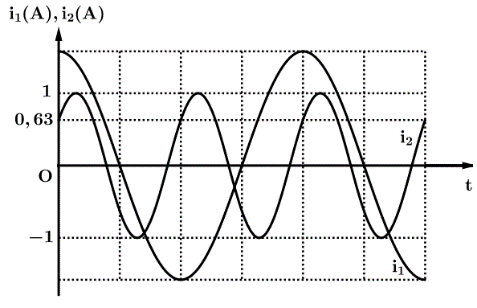 i₁(A), i₂(A)
1
0, 63
i₂
O
t
−1
i₁